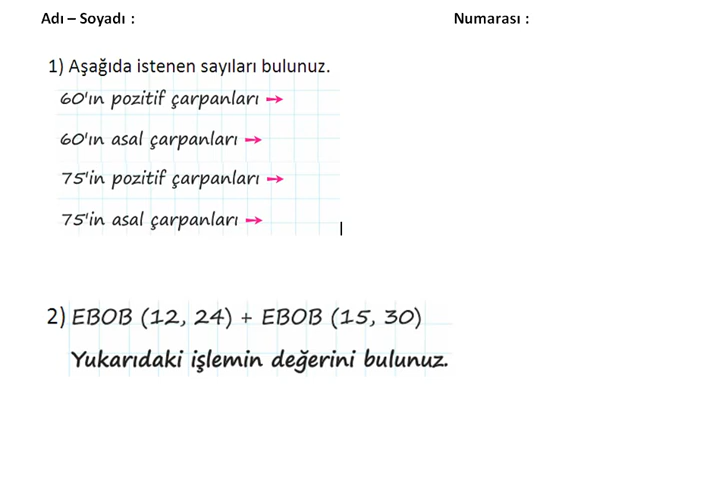 Adı – Soyadı : Numarası :
1) Aşağıda istenen sayıları bulunuz.
60'ın pozitif çarpanları →
60'ın asal çarpanları →
75'in pozitif çarpanları →
75'in asal çarpanları →
2) EBOB (12, 24) + EBOB (15, 30)
Yukarıdaki işlemin değerini bulunuz.